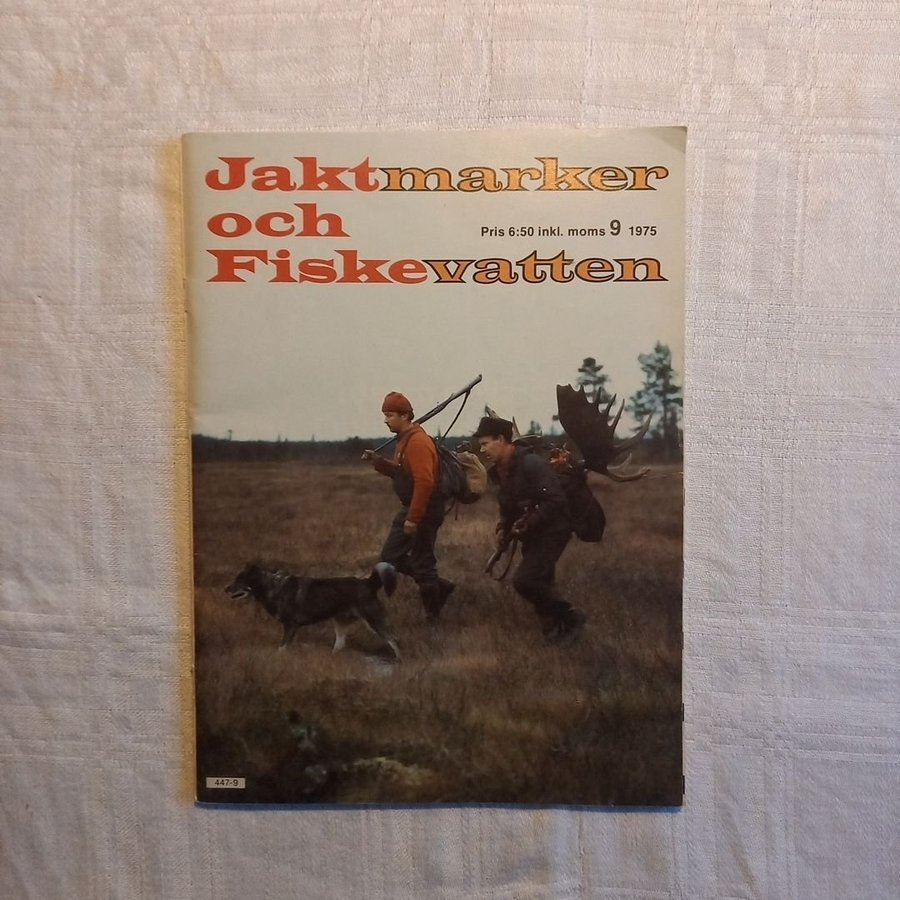 Jaktmarker
och
Pris 6:50 inkl. moms 9 1975
Fiskevatten
447-9